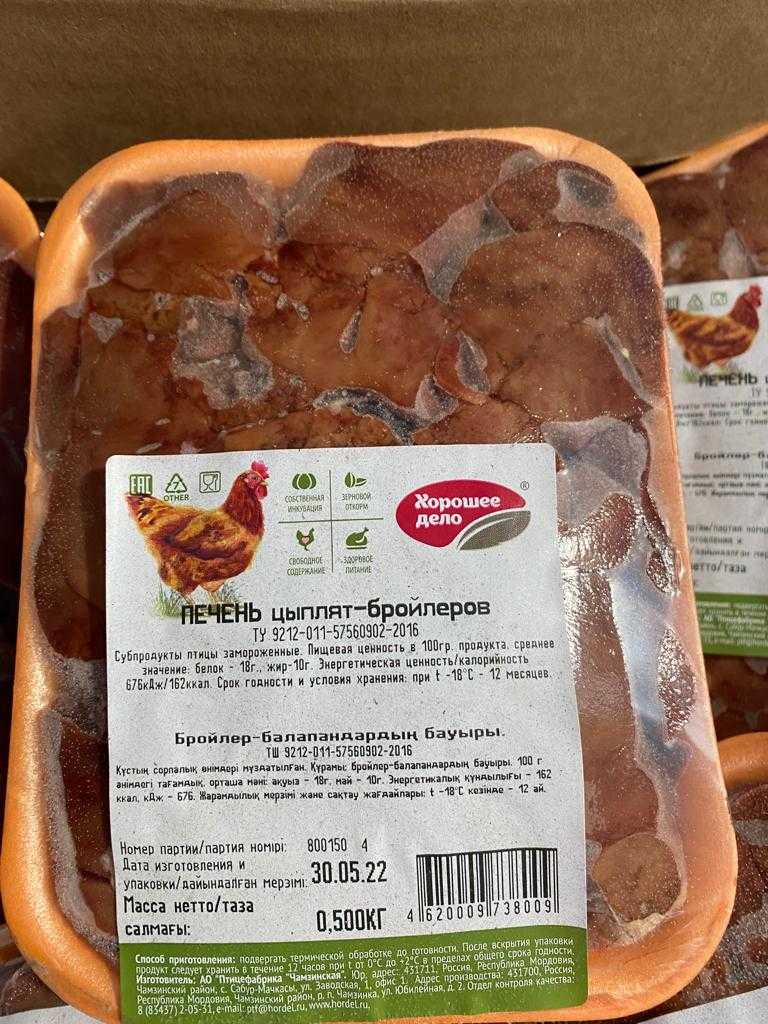 EAC
OTHER
СОБСТВЕННАЯ
ИНКУБАЦИЯ
ЗЕРНОВОЙ
ОТКОРМ
СВОБОДНОЕ
СОДЕРЖАНИЕ
ЗДОРОВОЕ
ПИТАНИЕ
Хорошее ®
дело
ПЕЧЕНЬ цыплят-бройлеров
ТУ 9212-011-57560902-2016
Субпродукты птицы замороженные. Пищевая ценность в 100гр. продукта, среднее
значение: белок - 18г., жир-10г. Энергетическая ценность/калорийность
676кДж/162ккал. Срок годности и условия хранения: при t -18°С - 12 месяцев.
Бройлер-балапандардың бауыры.
ТШ 9212-011-57560902-2016
Құстың сорпалық өнімдері мұздатылған. Құрамы: бройлер-балапандардың бауыры. 100 г
өнімдегі тағамдық, орташа мәні: ақуыз - 18г, май - 10г. Энергетикалық құндылығы - 162
ккал, кДж - 676. Жарамдылық мерзімі және сақтау жағдайлары: t -18°С кезінде - 12 ай.
Номер партии/партия номірі: 800150 4
Дата изготовления и
упаковки/дайындалған мерзімі: 30.05.22
Масса нетто/таза
салмағы: 0,500КГ
4 620009 738009
Способ приготовления: подвергать термической обработке до готовности. После вскрытия упаковки
продукт следует хранить в течение 12 часов при t от 0°С до +2°С в пределах общего срока годности.
Изготовитель: АО "Птицефабрика "Чамзинская". Юр. адрес: 431711, Россия, Республика Мордовия,
Чамзинский район, с. Сабур-Мачкасы, ул. Заводская, 1, офис 1. Адрес производства: 431700, Россия,
Республика Мордовия, Чамзинский район, р. п. Чамзинка, ул. Юбилейная, д. 2. Отдел контроля качества:
8 (83437) 2-05-31, e-mail: ptf@hordel.ru, www.hordel.ru
ПЕЧЕНЬ